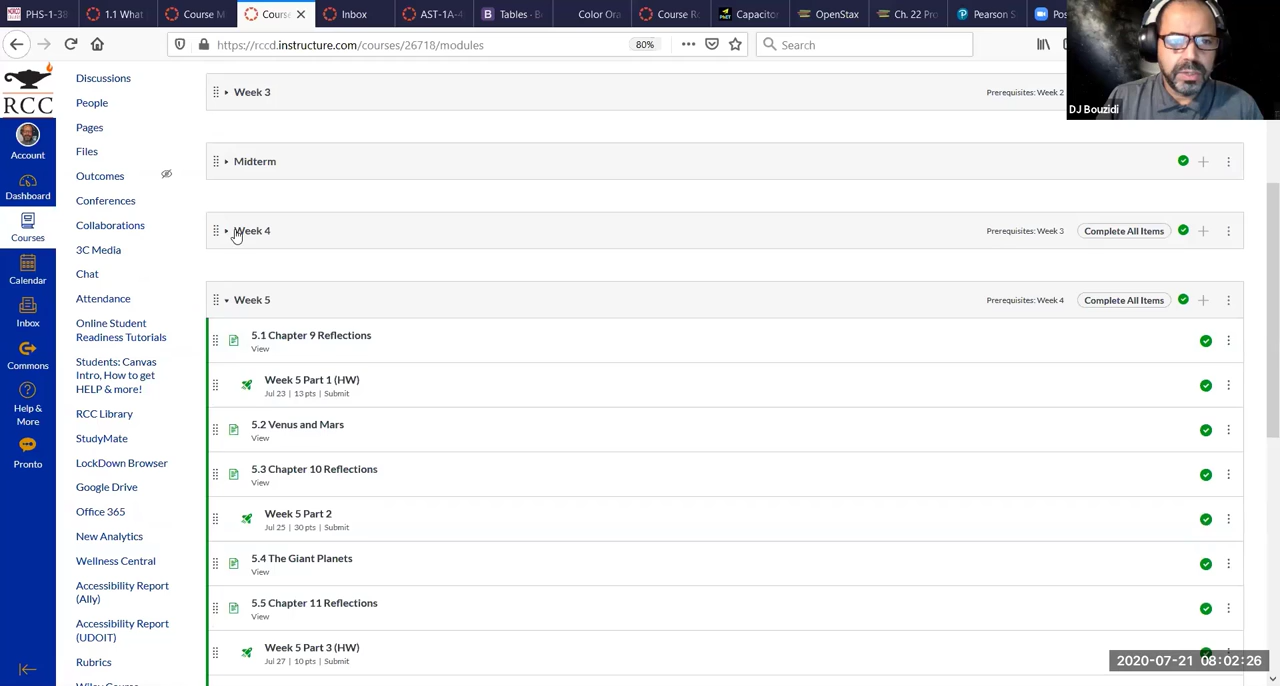 PHS-1-38
1.1 What
Course M
Course
Inbox
AST-1A-4
Tables · B
Color Ora
Course Ro
Capacitor
OpenStax
Ch. 22 Pro
Pearson S
Pos
https://rccd.instructure.com/courses/26718/modules
80%
Search
DJ Bouzidi
RCC
Account
Dashboard
Courses
Calendar
Inbox
Commons
Help &
More
Pronto
Discussions
People
Pages
Files
Outcomes
Conferences
Collaborations
3C Media
Chat
Attendance
Online Student
Readiness Tutorials
Students: Canvas
Intro, How to get
HELP & more!
RCC Library
StudyMate
LockDown Browser
Google Drive
Office 365
New Analytics
Wellness Central
Accessibility Report
(Ally)
Accessibility Report
(UDOIT)
Rubrics
Week 3
Prerequisites: Week 2
Midterm
Week 4
Prerequisites: Week 3
Complete All Items
Week 5
Prerequisites: Week 4
Complete All Items
5.1 Chapter 9 Reflections
View
Week 5 Part 1 (HW)
Jul 23 | 13 pts | Submit
5.2 Venus and Mars
View
5.3 Chapter 10 Reflections
View
Week 5 Part 2
Jul 25 | 30 pts | Submit
5.4 The Giant Planets
View
5.5 Chapter 11 Reflections
View
Week 5 Part 3 (HW)
Jul 27 | 10 pts | Submit
2020-07-21 08:02:26